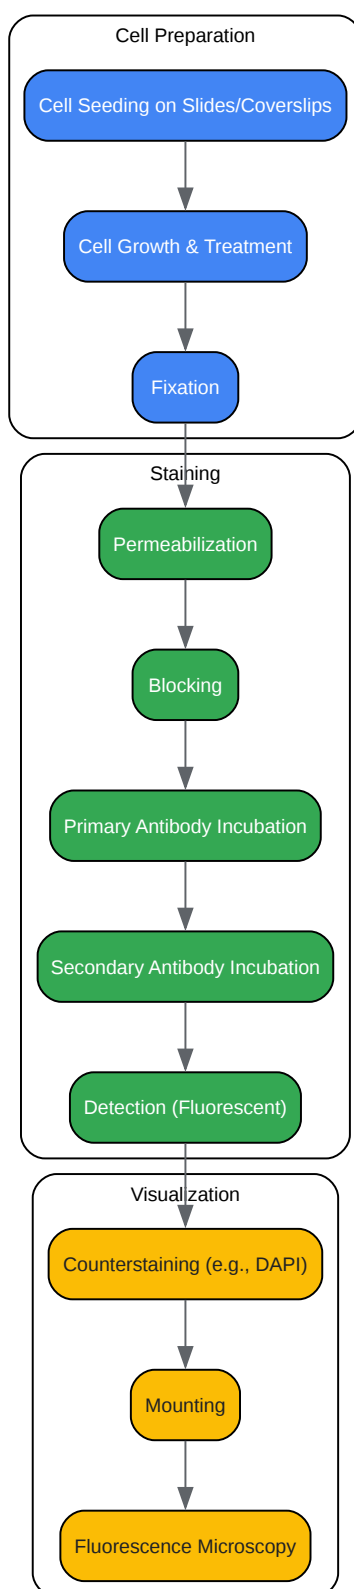 Cell Preparation
Cell Seeding on Slides/Coverslips
Cell Growth & Treatment
Fixation
Staining
Permeabilization
Blocking
Primary Antibody Incubation
Secondary Antibody Incubation
Detection (Fluorescent)
Visualization
Counterstaining (e.g., DAPI)
Mounting
Fluorescence Microscopy